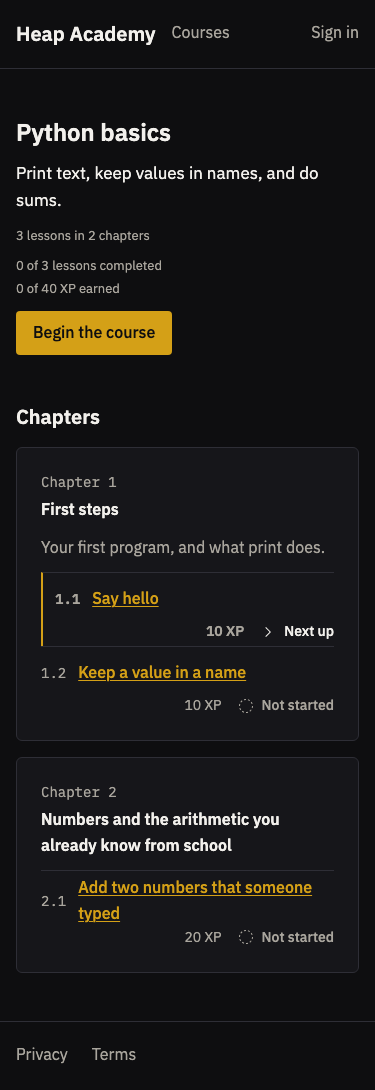 Heap Academy Courses Sign in
Python basics
Print text, keep values in names, and do
sums.
3 lessons in 2 chapters
0 of 3 lessons completed
0 of 40 XP earned
Begin the course
Chapters
Chapter 1
First steps
Your first program, and what print does.
1.1 Say hello
10 XP Next up
1.2 Keep a value in a name
10 XP Not started
Chapter 2
Numbers and the arithmetic you
already know from school
2.1 Add two numbers that someone
typed
20 XP Not started
Privacy Terms